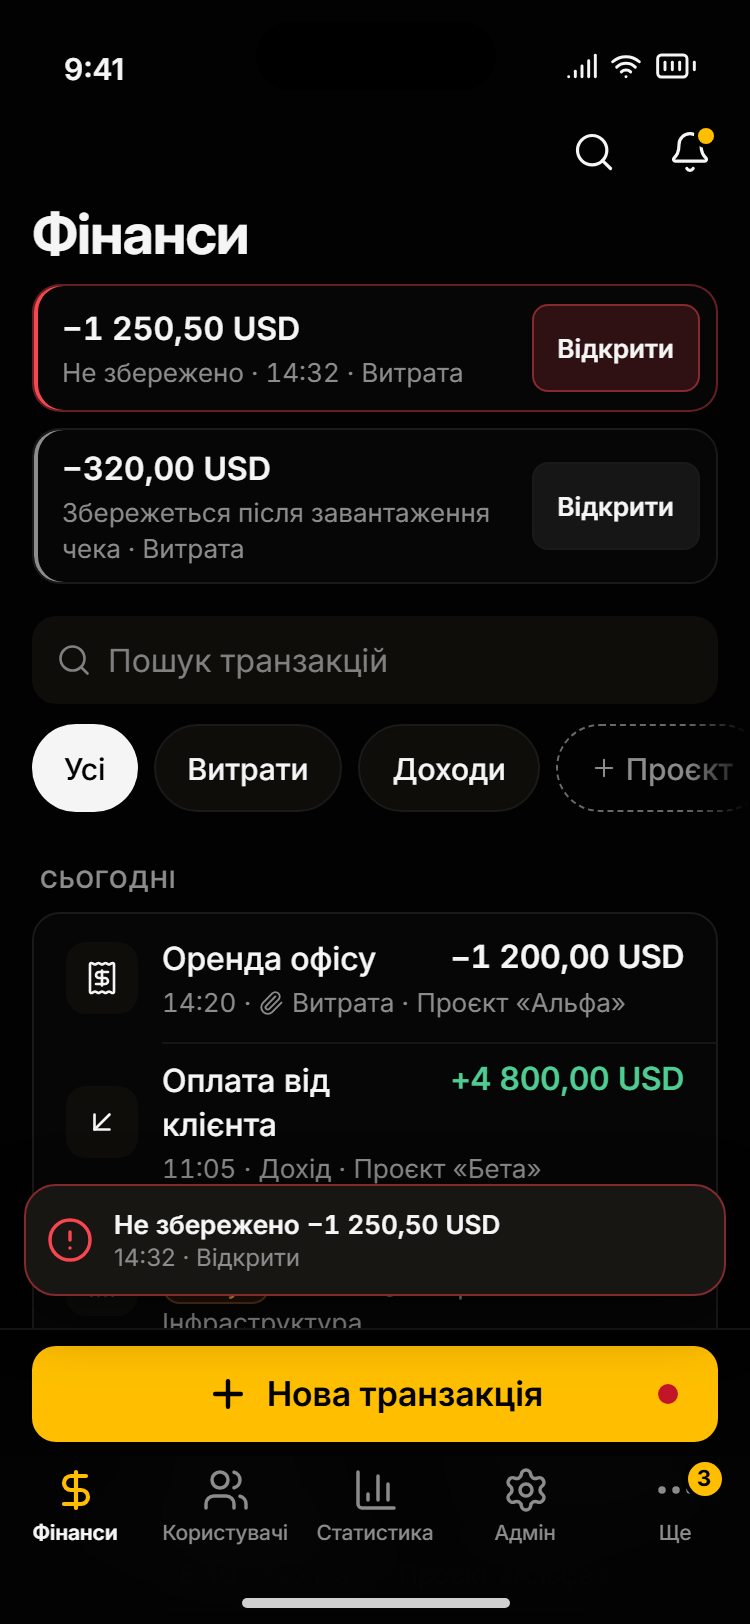 9:41
Фінанси
−1 250,50 USD
Не збережено · 14:32 · Витрата
Відкрити
−320,00 USD
Збережеться після завантаження
чека · Витрата
Відкрити
Пошук транзакцій
Усі
Витрати
Доходи
+ Проєкт
СЬОГОДНІ
Оренда офісу
−1 200,00 USD
14:20 · Витрата · Проєкт «Альфа»
Оплата від
клієнта
+4 800,00 USD
11:05 · Дохід · Проєкт «Бета»
Не збережено −1 250,50 USD
14:32 · Відкрити
Інфраструктура
+ Нова транзакція
Фінанси
Користувачі
Статистика
Адмін
3
Ще